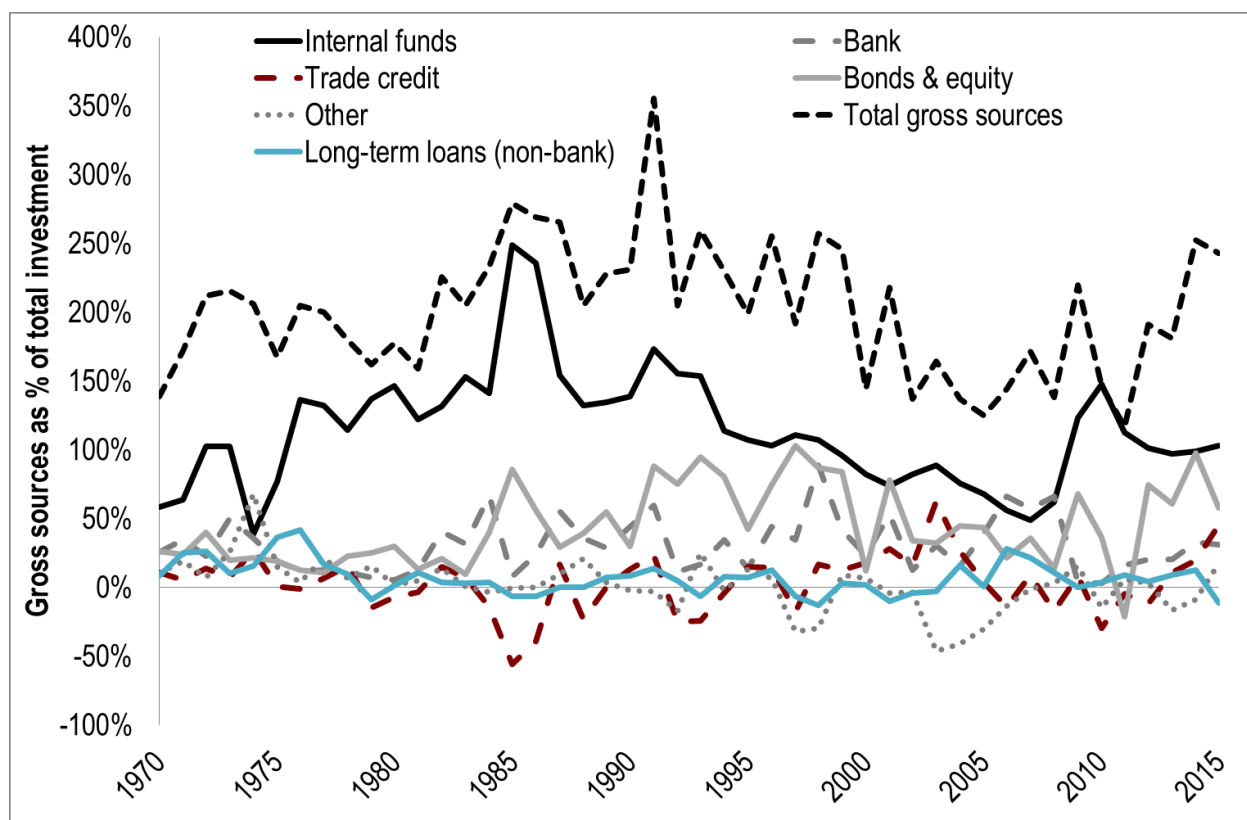 400%
350%
300%
250%
200%
150%
100%
50%
0%
-50%
-100%
Gross sources as % of total investment
Internal funds
Bank
Trade credit
Bonds & equity
Other
Total gross sources
Long-term loans (non-bank)
1970
1975
1980
1985
1990
1995
2000
2005
2010
2015